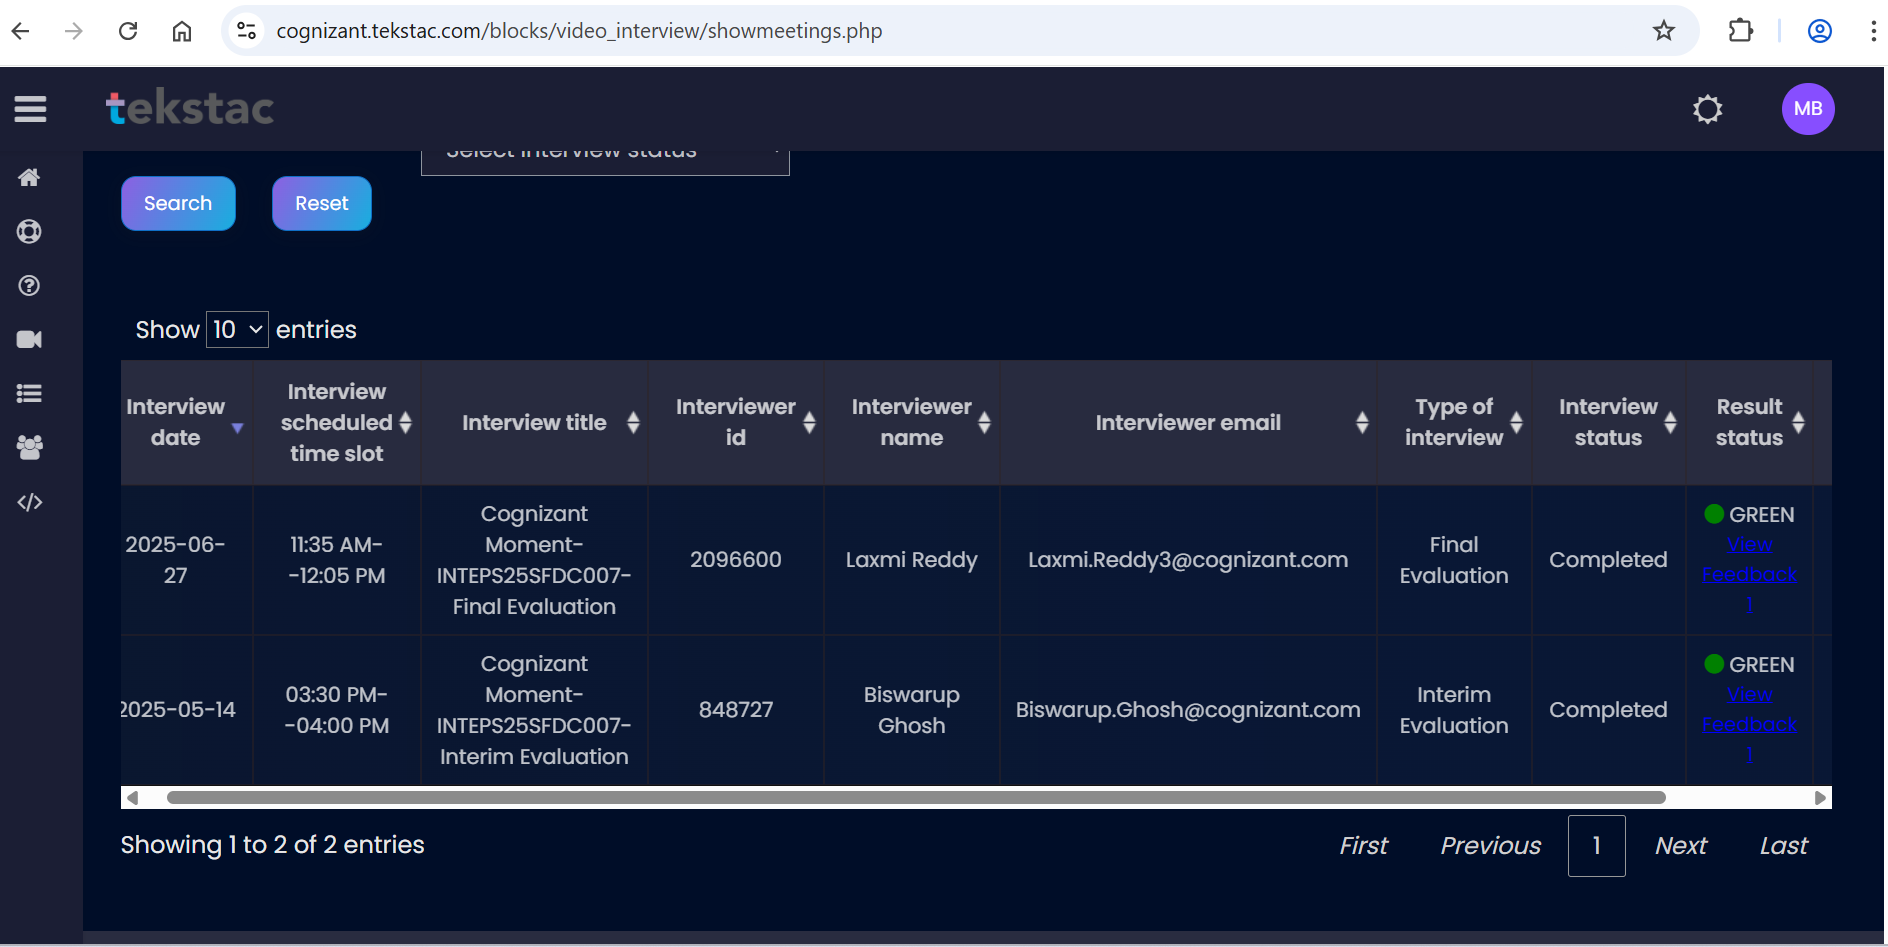 cognizant.tekstac.com/blocks/video_interview/showmeetings.php
tekstac
MB
Select interview status
Search
Reset
Show 10 entries
Interview date
Interview scheduled time slot
Interview title
Interviewer id
Interviewer name
Interviewer email
Type of interview
Interview status
Result status
2025-06-27
11:35 AM--12:05 PM
Cognizant Moment-INTEPS25SFDC007-Final Evaluation
2096600
Laxmi Reddy
Laxmi.Reddy3@cognizant.com
Final Evaluation
Completed
GREEN
View Feedback 1
2025-05-14
03:30 PM--04:00 PM
Cognizant Moment-INTEPS25SFDC007-Interim Evaluation
848727
Biswarup Ghosh
Biswarup.Ghosh@cognizant.com
Interim Evaluation
Completed
GREEN
View Feedback 1
Showing 1 to 2 of 2 entries
First Previous 1 Next Last